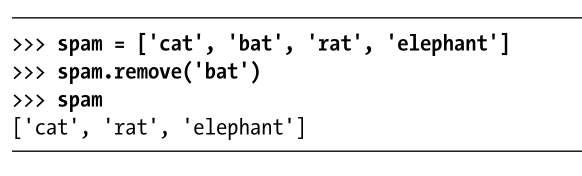 >>> spam = ['cat', 'bat', 'rat', 'elephant']
>>> spam.remove('bat')
>>> spam
['cat', 'rat', 'elephant']